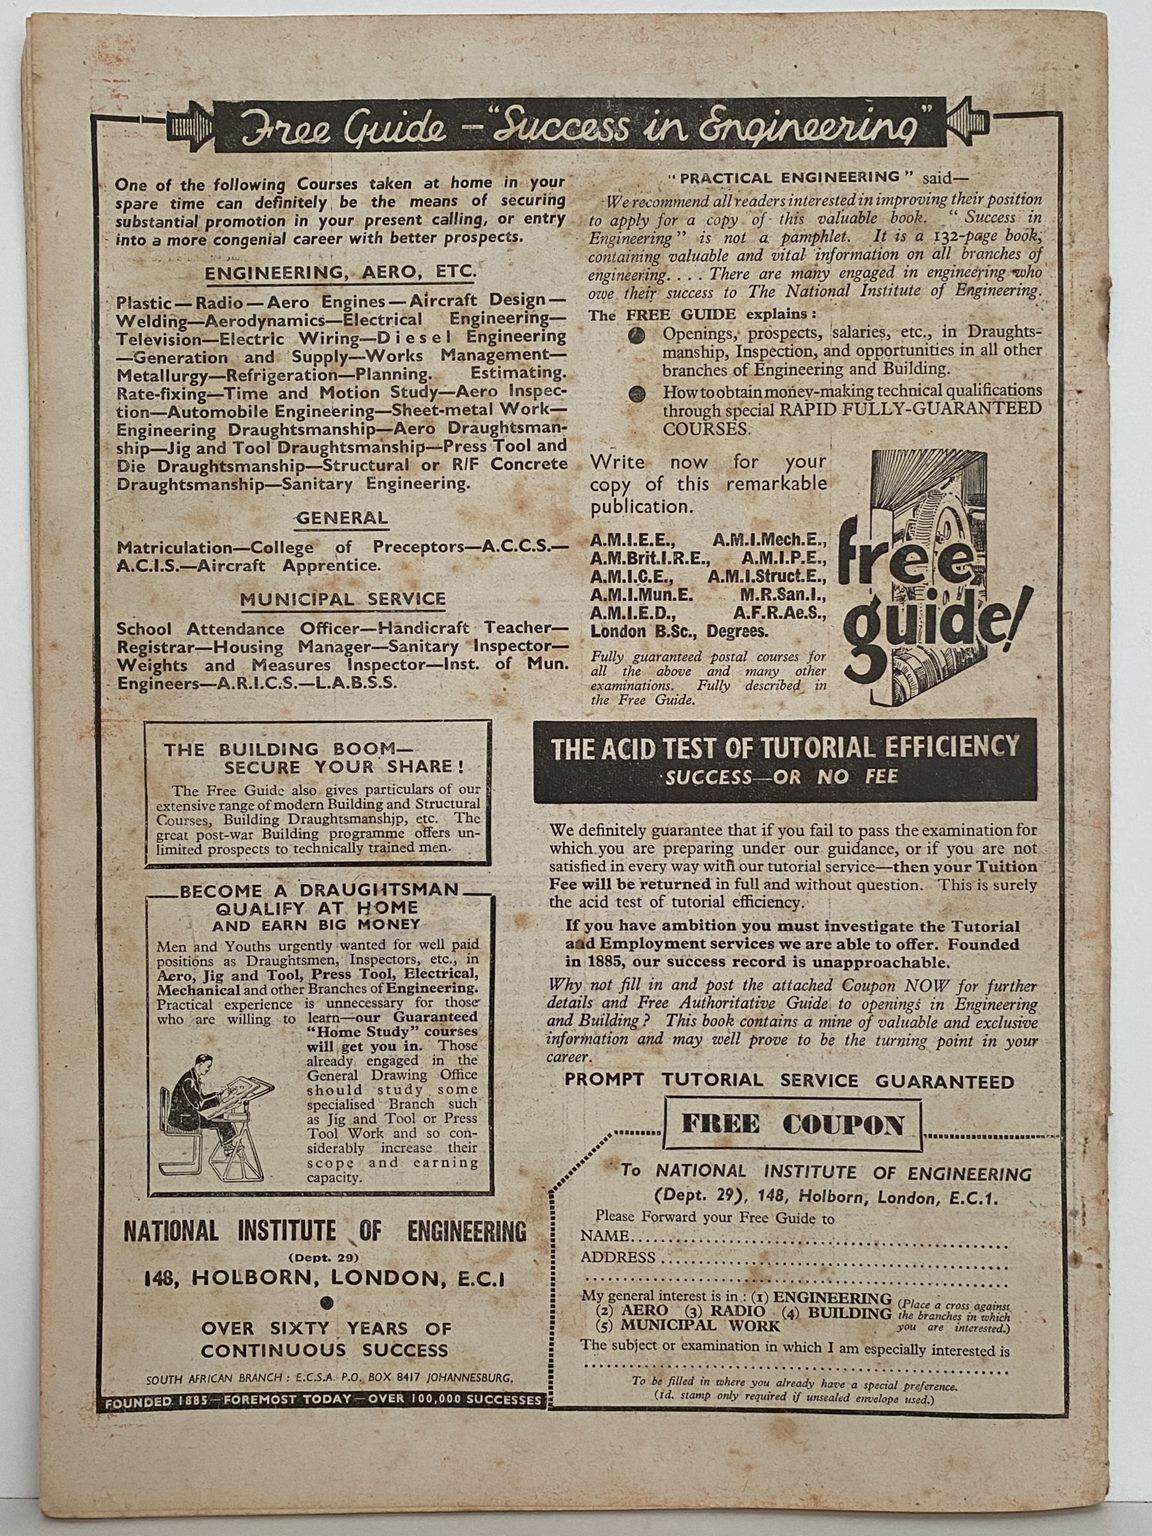 Free Guide — "Success in Engineering"
One of the following Courses taken at home in your
spare time can definitely be the means of securing
substantial promotion in your present calling, or entry
into a more congenial career with better prospects.
ENGINEERING, AERO, ETC.
Plastic—Radio—Aero Engines—Aircraft Design—
Welding—Aerodynamics—Electrical Engineering—
Television—Electric Wiring—Diesel Engineering
—Generation and Supply—Works Management—
Metallurgy—Refrigeration—Planning. Estimating.
Rate-fixing—Time and Motion Study—Aero Inspec-
tion—Automobile Engineering—Sheet-metal Work—
Engineering Draughtsmanship—Aero Draughtsman-
ship—Jig and Tool Draughtsmanship—Press Tool and
Die Draughtsmanship—Structural or R/F Concrete
Draughtsmanship—Sanitary Engineering.
GENERAL
Matriculation—College of Preceptors—A.C.C.S.—
A.C.I.S.—Aircraft Apprentice.
MUNICIPAL SERVICE
School Attendance Officer—Handicraft Teacher—
Registrar—Housing Manager—Sanitary Inspector—
Weights and Measures Inspector—Inst. of Mun.
Engineers—A.R.I.C.S.—L.A.B.S.S.
THE BUILDING BOOM—
SECURE YOUR SHARE!
The Free Guide also gives particulars of our
extensive range of modern Building and Structural
Courses, Building Draughtsmanship, etc. The
great post-war Building programme offers un-
limited prospects to technically trained men.
BECOME A DRAUGHTSMAN
QUALIFY AT HOME
AND EARN BIG MONEY
Men and Youths urgently wanted for well paid
positions as Draughtsmen, Inspectors, etc., in
Aero, Jig and Tool, Press Tool, Electrical,
Mechanical and other Branches of Engineering.
Practical experience is unnecessary for those
who are willing to learn—our Guaranteed
"Home Study" courses
will get you in. Those
already engaged in the
General Drawing Office
should study some
specialised Branch such
as Jig and Tool or Press
Tool Work and so con-
siderably increase their
scope and earning
capacity.
NATIONAL INSTITUTE OF ENGINEERING
(Dept. 29)
148, HOLBORN, LONDON, E.C.1
OVER SIXTY YEARS OF
CONTINUOUS SUCCESS
SOUTH AFRICAN BRANCH: E.C.S.A. P.O. BOX 8417 JOHANNESBURG.
FOUNDED 1885—FOREMOST TODAY—OVER 100,000 SUCCESSES
"PRACTICAL ENGINEERING" said—
We recommend all readers interested in improving their position
to apply for a copy of this valuable book. "Success in
Engineering" is not a pamphlet. It is a 132-page book,
containing valuable and vital information on all branches of
engineering. . . . There are many engaged in engineering who
owe their success to The National Institute of Engineering.
The FREE GUIDE explains:
● Openings, prospects, salaries, etc., in Draughts-
manship, Inspection, and opportunities in all other
branches of Engineering and Building.
● How to obtain money-making technical qualifications
through special RAPID FULLY-GUARANTEED
COURSES.
Write now for your
copy of this remarkable
publication.
A.M.I.E.E., A.M.I.Mech.E.,
A.M.Brit.I.R.E., A.M.I.P.E.,
A.M.I.C.E., A.M.I.Struct.E.,
A.M.I.Mun.E. M.R.San.I.,
A.M.I.E.D., A.F.R.Ae.S.,
London B.Sc., Degrees.
Fully guaranteed postal courses for
all the above and many other
examinations. Fully described in
the Free Guide.
free
guide!
THE ACID TEST OF TUTORIAL EFFICIENCY
SUCCESS—OR NO FEE
We definitely guarantee that if you fail to pass the examination for
which you are preparing under our guidance, or if you are not
satisfied in every way with our tutorial service—then your Tuition
Fee will be returned in full and without question. This is surely
the acid test of tutorial efficiency.
If you have ambition you must investigate the Tutorial
and Employment services we are able to offer. Founded
in 1885, our success record is unapproachable.
Why not fill in and post the attached Coupon NOW for further
details and Free Authoritative Guide to openings in Engineering
and Building? This book contains a mine of valuable and exclusive
information and may well prove to be the turning point in your
career.
PROMPT TUTORIAL SERVICE GUARANTEED
FREE COUPON
To NATIONAL INSTITUTE OF ENGINEERING
(Dept. 29), 148, Holborn, London, E.C.1.
Please Forward your Free Guide to
NAME....................
ADDRESS ....................
....................
My general interest is in: (1) ENGINEERING
(2) AERO (3) RADIO (4) BUILDING
(5) MUNICIPAL WORK
(Place a cross against
the branches in which
you are interested.)
The subject or examination in which I am especially interested is
....................
To be filled in where you already have a special preference.
(1d. stamp only required if unsealed envelope used.)